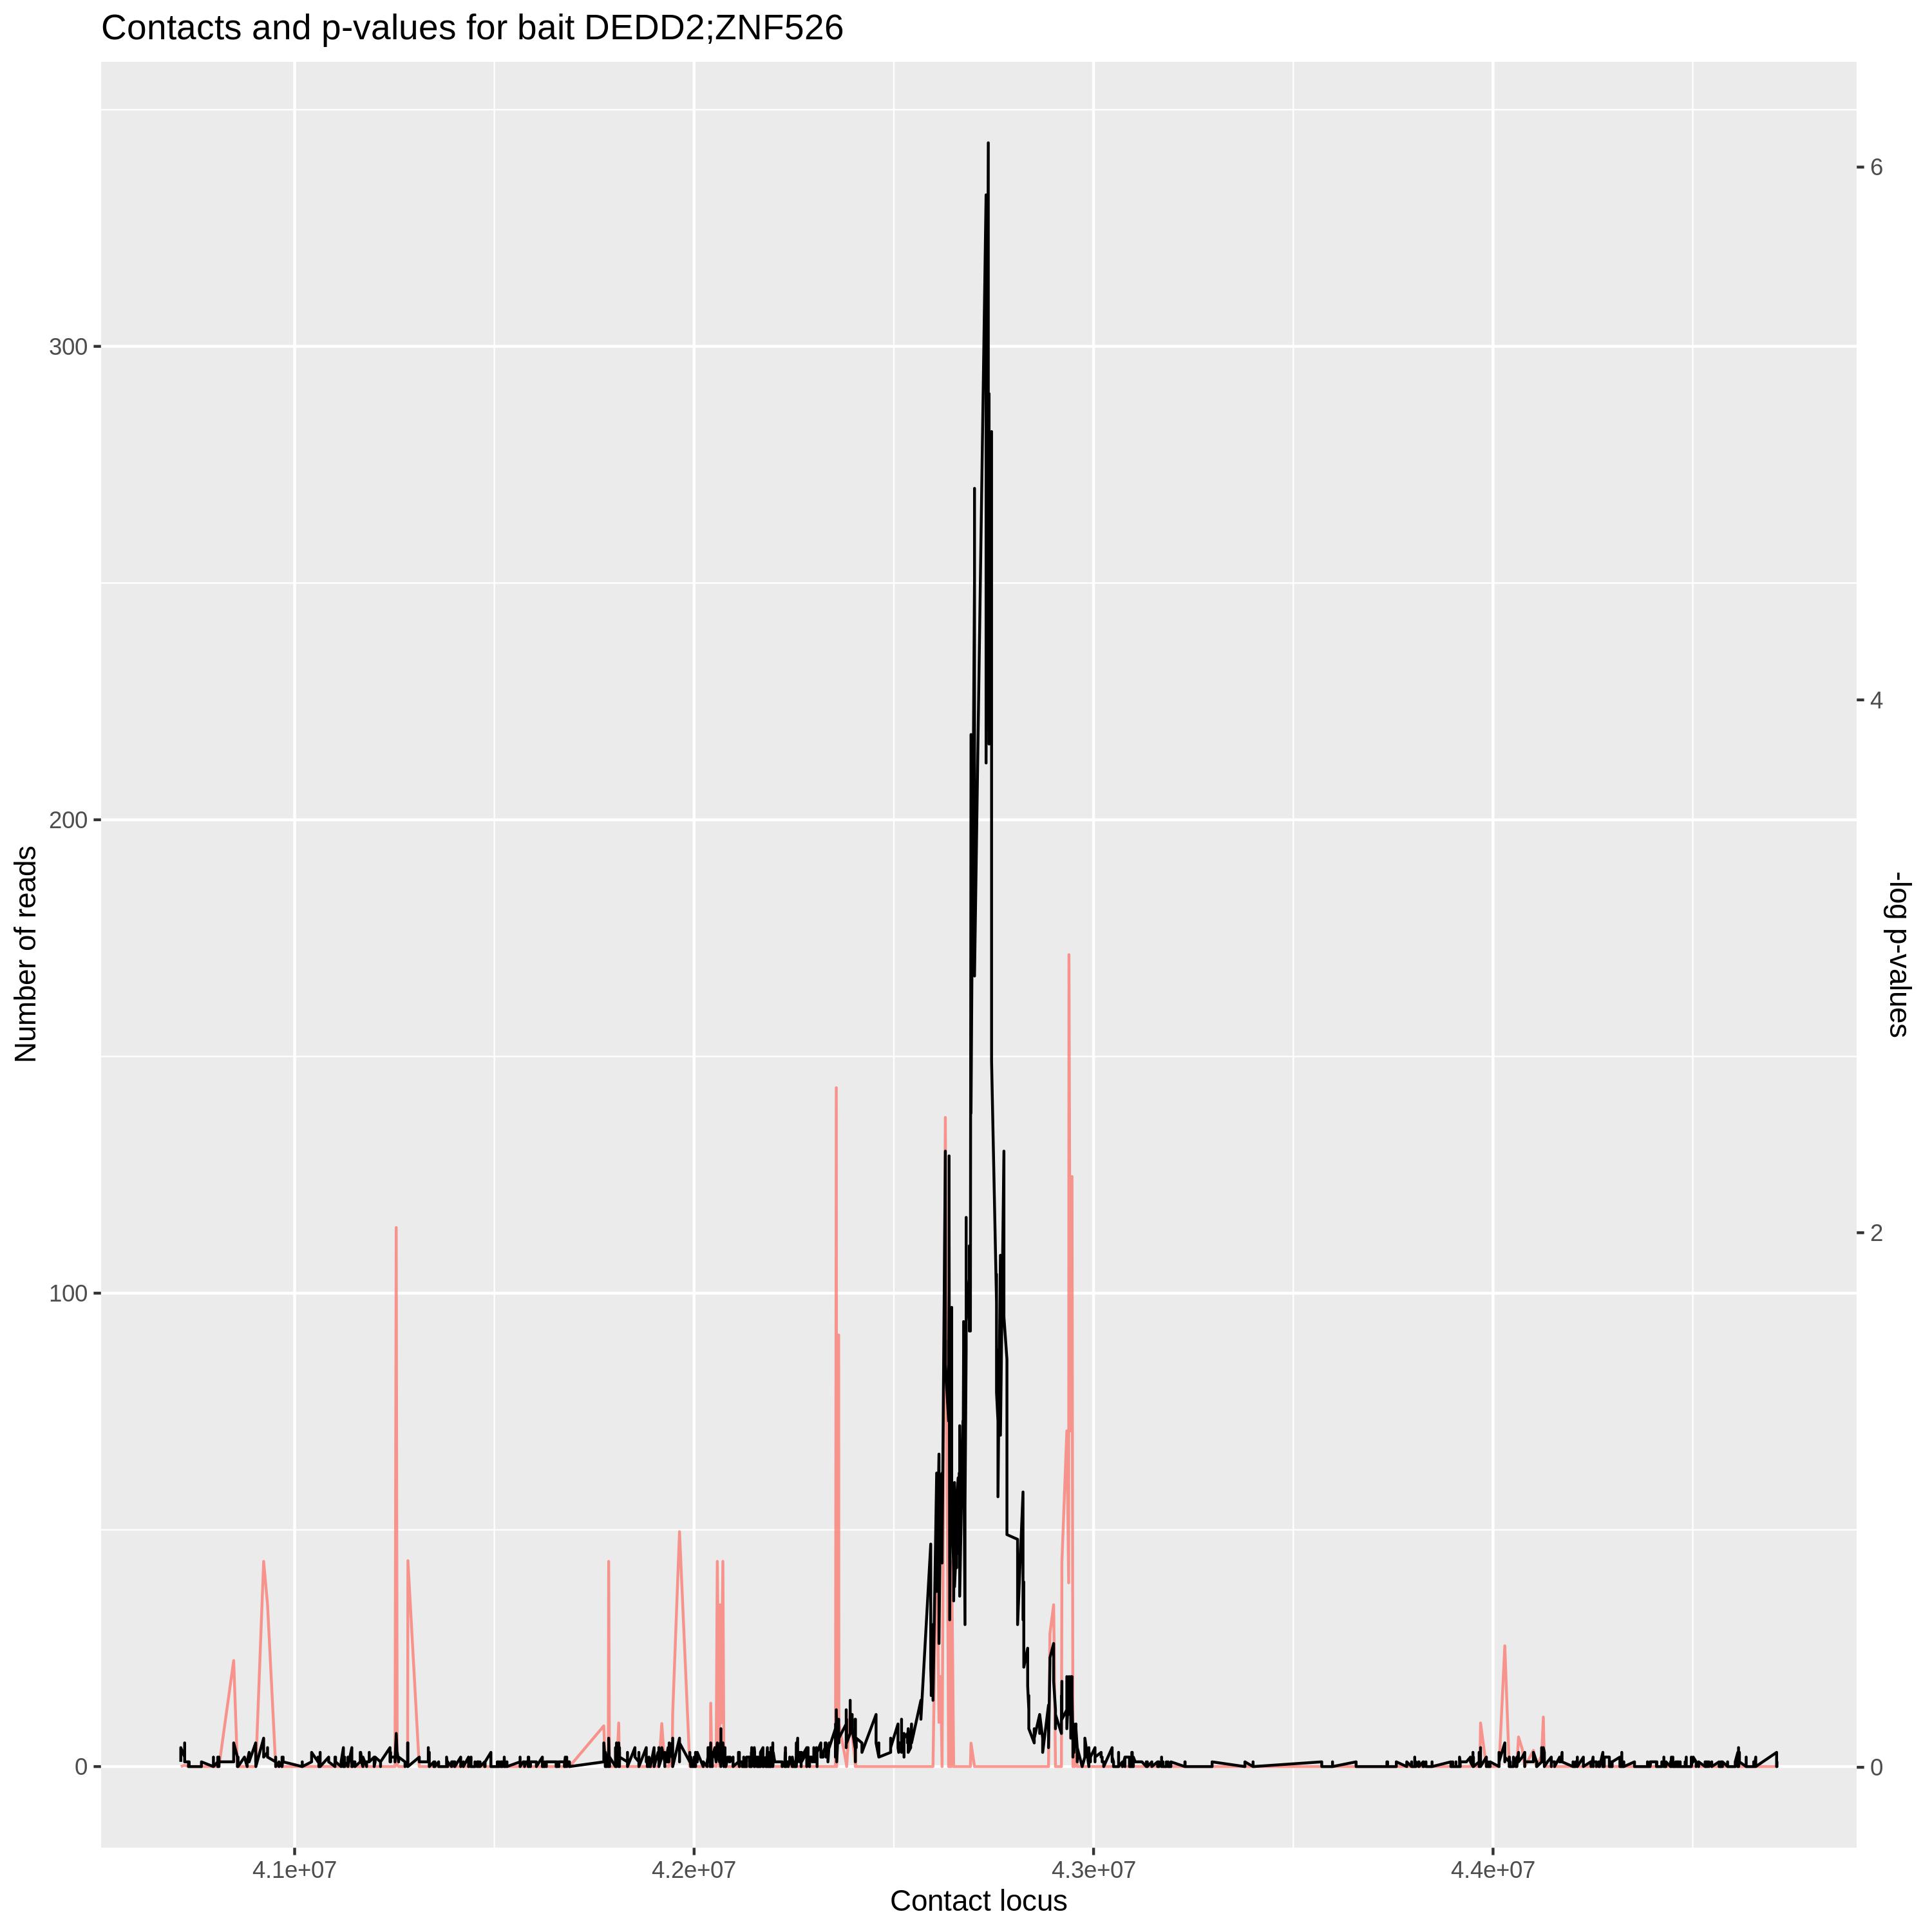 Contacts and p-values for bait DEDD2;ZNF526
300
200
100
0
Number of reads
6
4
2
0
-log p-values
4.1e+07
4.2e+07
4.3e+07
4.4e+07
Contact locus